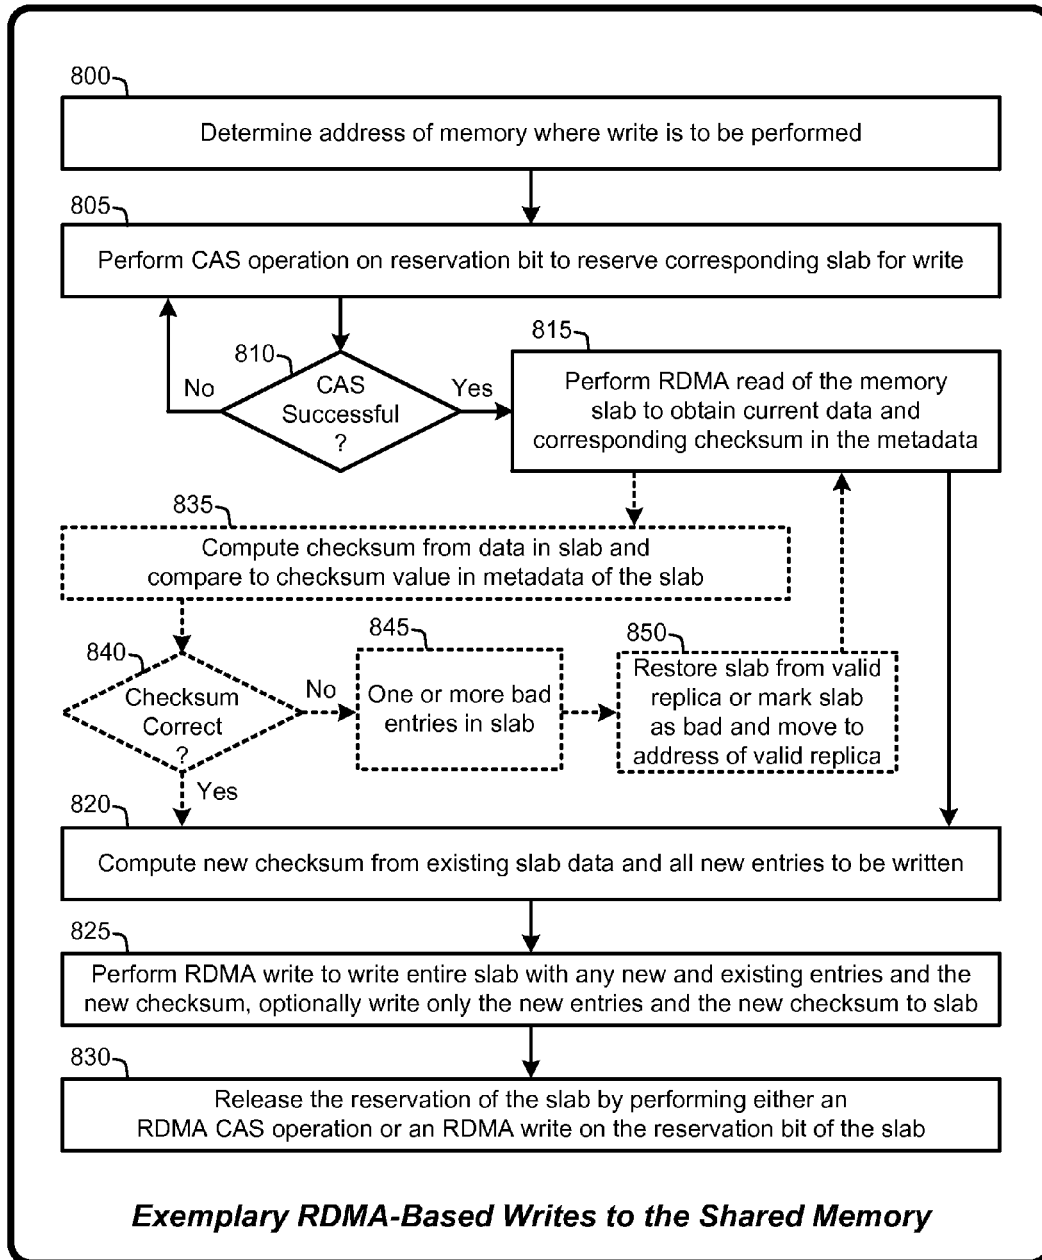 800
Determine address of memory where write is to be performed
805
Perform CAS operation on reservation bit to reserve corresponding slab for write
810
No
CAS
Successful
?
Yes
815
Perform RDMA read of the memory
slab to obtain current data and
corresponding checksum in the metadata
835
Compute checksum from data in slab and
compare to checksum value in metadata of the slab
840
Checksum
Correct
?
No
Yes
845
One or more bad
entries in slab
850
Restore slab from valid
replica or mark slab
as bad and move to
address of valid replica
820
Compute new checksum from existing slab data and all new entries to be written
825
Perform RDMA write to write entire slab with any new and existing entries and the
new checksum, optionally write only the new entries and the new checksum to slab
830
Release the reservation of the slab by performing either an
RDMA CAS operation or an RDMA write on the reservation bit of the slab
Exemplary RDMA-Based Writes to the Shared Memory